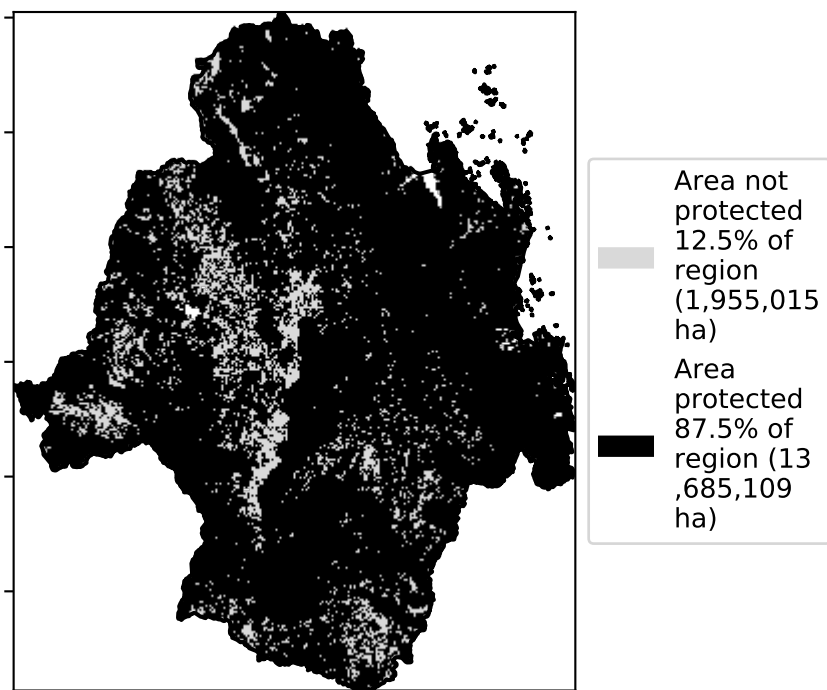 Area not
protected
12.5% of
region
(1,955,015
ha)
Area
protected
87.5% of
region (13
,685,109
ha)